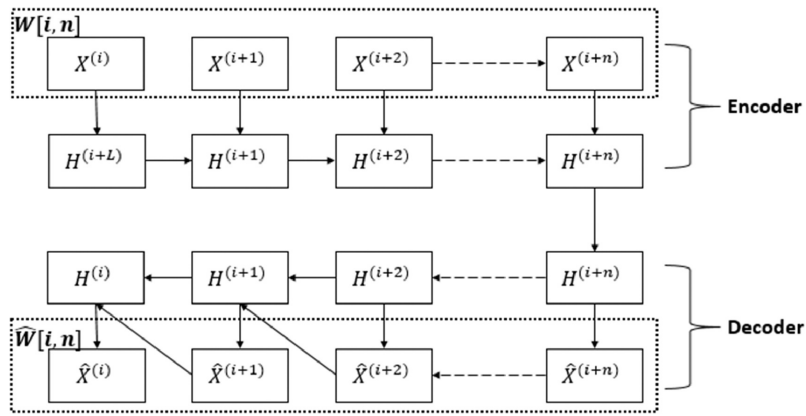 W[i,n]
X^(i) X^(i+1) X^(i+2) X^(i+n)
Encoder
H^(i+L) H^(i+1) H^(i+2) H^(i+n)
H^(i) H^(i+1) H^(i+2) H^(i+n)
Decoder
Ŵ[i,n]
X̂^(i) X̂^(i+1) X̂^(i+2) X̂^(i+n)